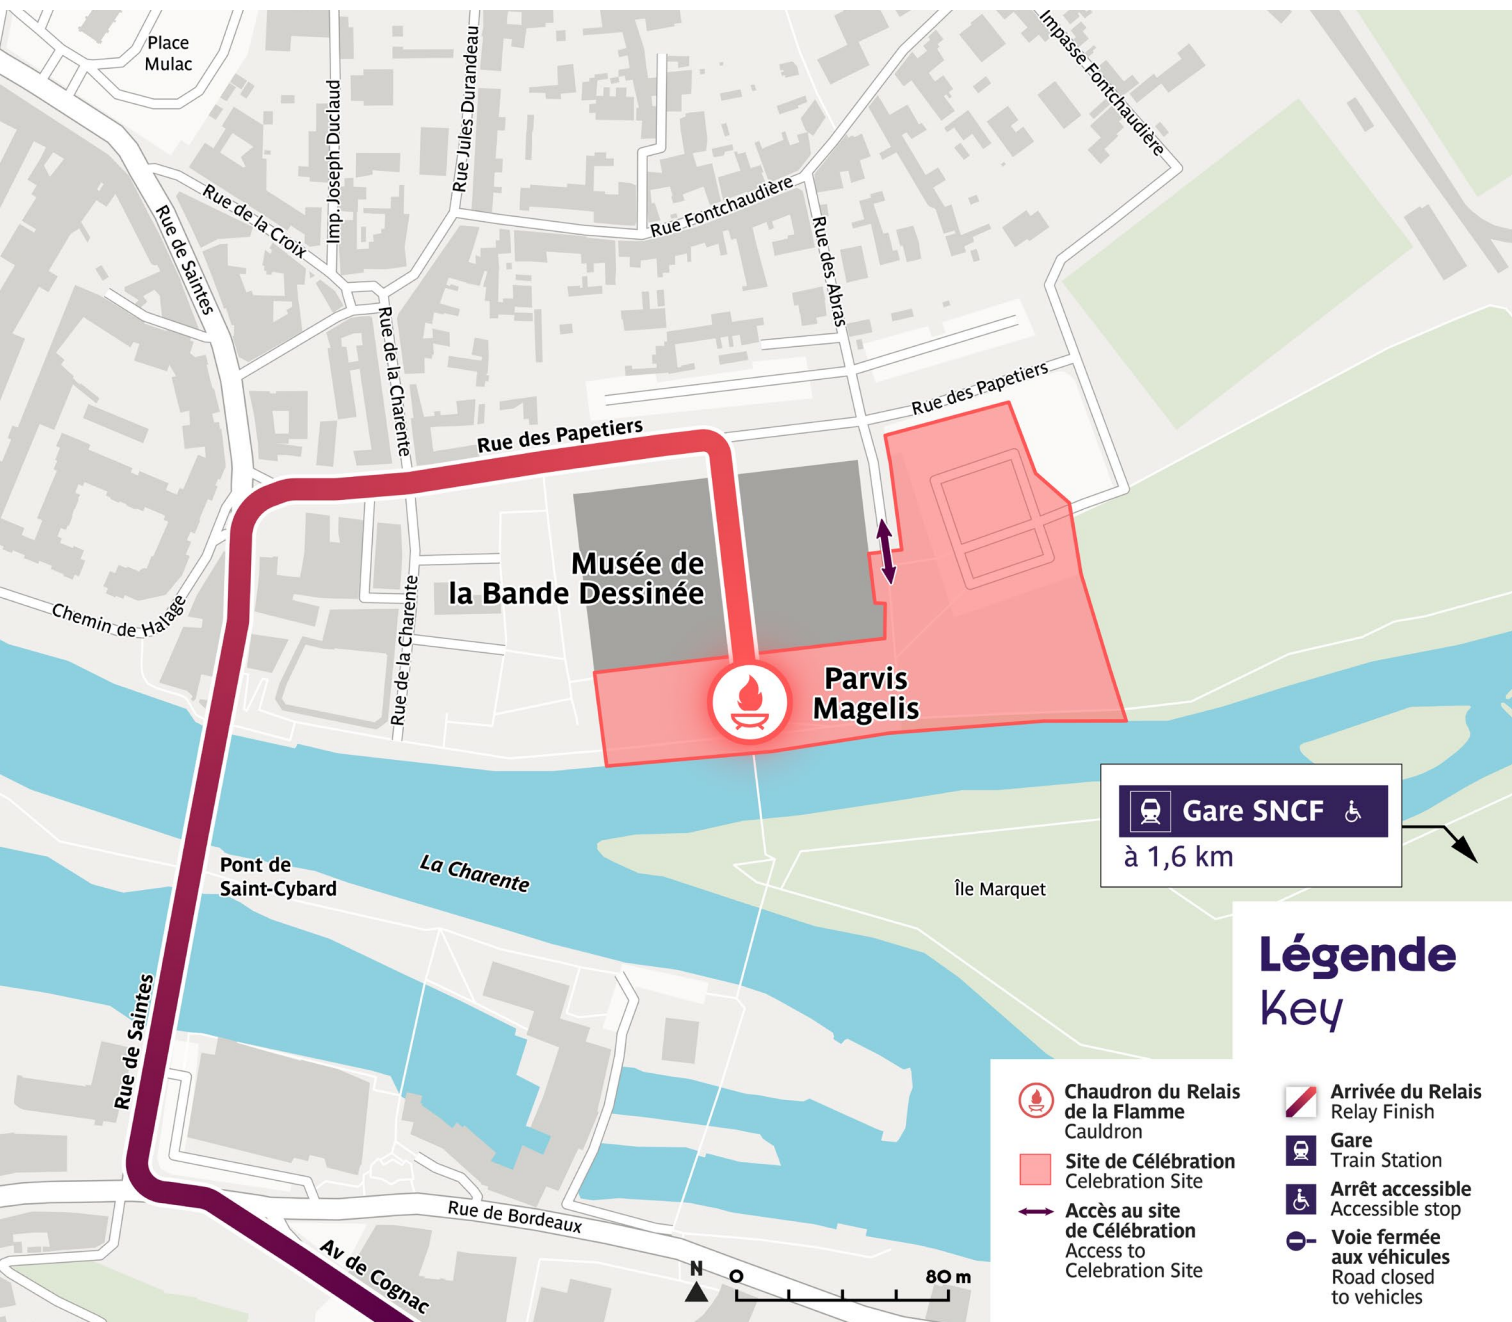 Place
Mulac
Imp. Joseph Duclaud
Rue Jules Durandeau
Impasse Fontchaudière
Rue de la Croix
Rue de Saintes
Rue Fontchaudière
Rue des Abras
Rue de la Charente
Rue des Papetiers
Rue des Papetiers
Musée de
la Bande Dessinée
Chemin de Halage
Rue de la Charente
Parvis
Magelis
Gare SNCF
à 1,6 km
Pont de
Saint-Cybard
La Charente
Île Marquet
Rue de Saintes
Rue de Bordeaux
Av de Cognac
N
0
80 m
Légende
Key
Chaudron du Relais
de la Flamme
Cauldron
Site de Célébration
Celebration Site
Accès au site
de Célébration
Access to
Celebration Site
Arrivée du Relais
Relay Finish
Gare
Train Station
Arrêt accessible
Accessible stop
Voie fermée
aux véhicules
Road closed
to vehicles